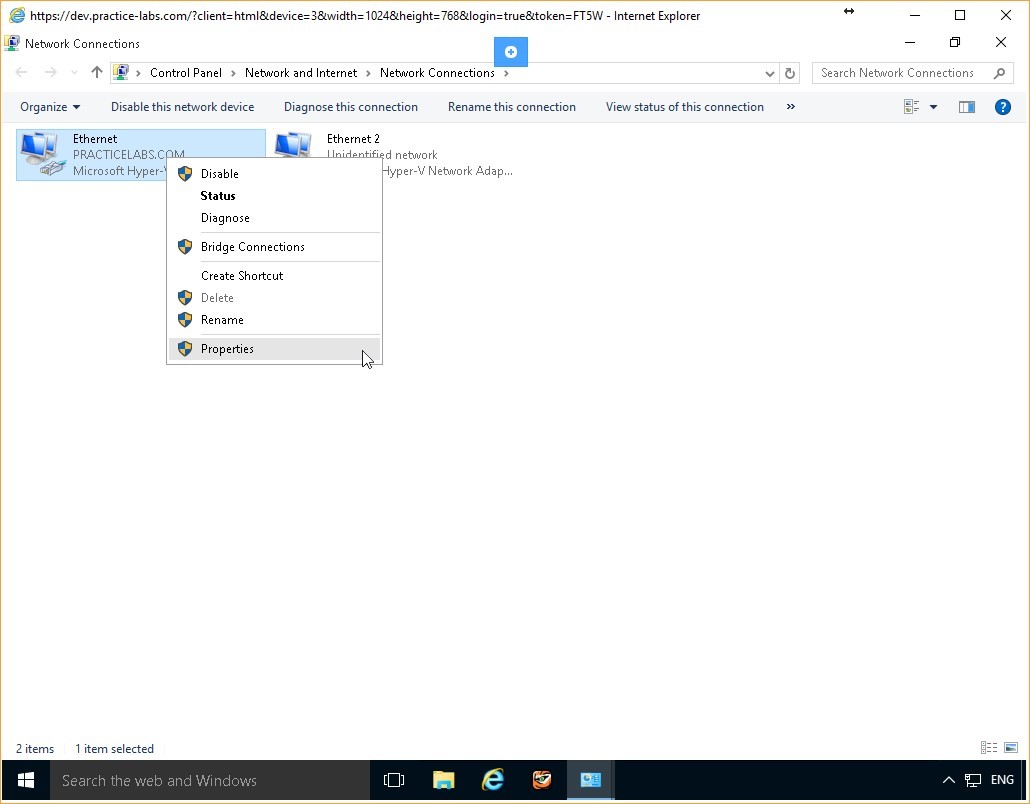 https://dev.practice-labs.com/?client=html&device=3&width=1024&height=768&login=true&token=FT5W - Internet Explorer
Network Connections
Control Panel > Network and Internet > Network Connections >
Search Network Connections
Organize
Disable this network device
Diagnose this connection
Rename this connection
View status of this connection
»
Ethernet
PRACTICELABS.COM
Microsoft Hyper-V
Ethernet 2
Unidentified network
Hyper-V Network Adap...
Disable
Status
Diagnose
Bridge Connections
Create Shortcut
Delete
Rename
Properties
2 items
1 item selected
Search the web and Windows
ENG